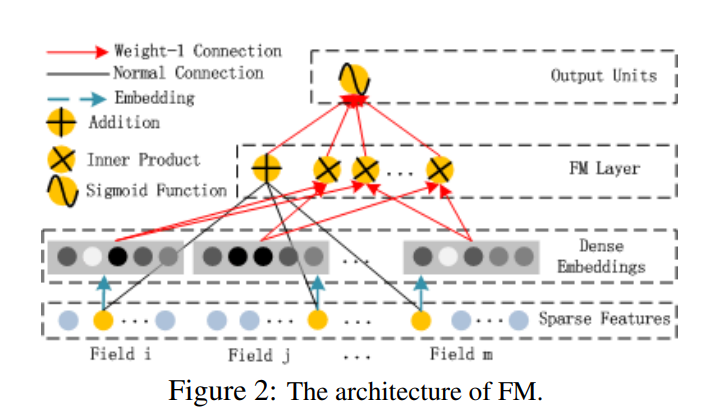 Weight-1 Connection
Normal Connection
Embedding
Addition
Inner Product
Sigmoid Function
Output Units
...
FM Layer
...
Dense
Embeddings
... ... ... ...
Sparse Features
Field i Field j ... Field m
Figure 2: The architecture of FM.